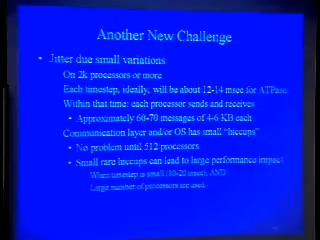 Another New Challenge
• Jitter due small variations
On 2k processors or more
Each timestep, ideally, will be about 12-14 msec for ATPase
Within that time: each processor sends and receives
• Approximately 60-70 messages of 4-6 KB each
Communication layer and/or OS has small “hiccups”
• No problem until 512 processors
• Small rare hiccups can lead to large performance impact
When timestep is small (10-20 msec), AND
Large number of processors are used